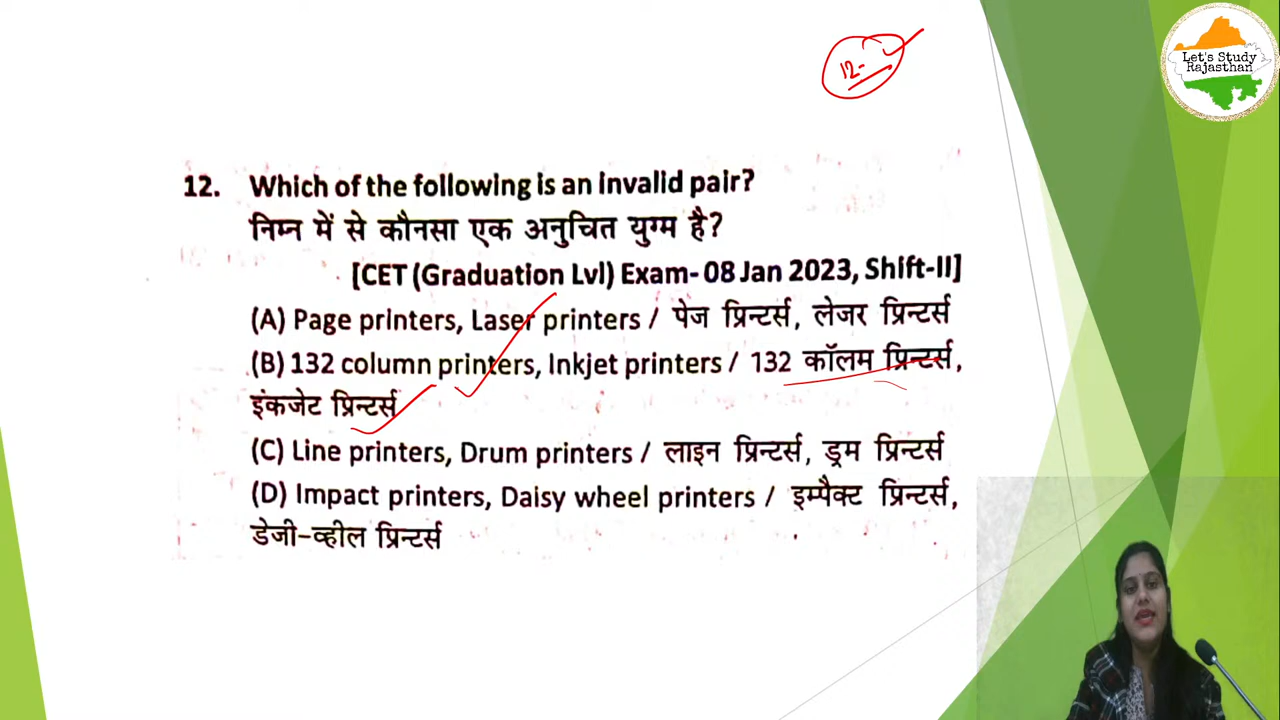 12-
Let's Study
Rajasthan
12. Which of the following is an invalid pair?
निम्न में से कौनसा एक अनुचित युग्म है?
[CET (Graduation Lvl) Exam- 08 Jan 2023, Shift-II]
(A) Page printers, Laser printers / पेज प्रिन्टर्स, लेजर प्रिन्टर्स
(B) 132 column printers, Inkjet printers / 132 कॉलम प्रिन्टर्स,
इंकजेट प्रिन्टर्स
(C) Line printers, Drum printers / लाइन प्रिन्टर्स, ड्रम प्रिन्टर्स
(D) Impact printers, Daisy wheel printers / इम्पैक्ट प्रिन्टर्स,
डेजी-व्हील प्रिन्टर्स